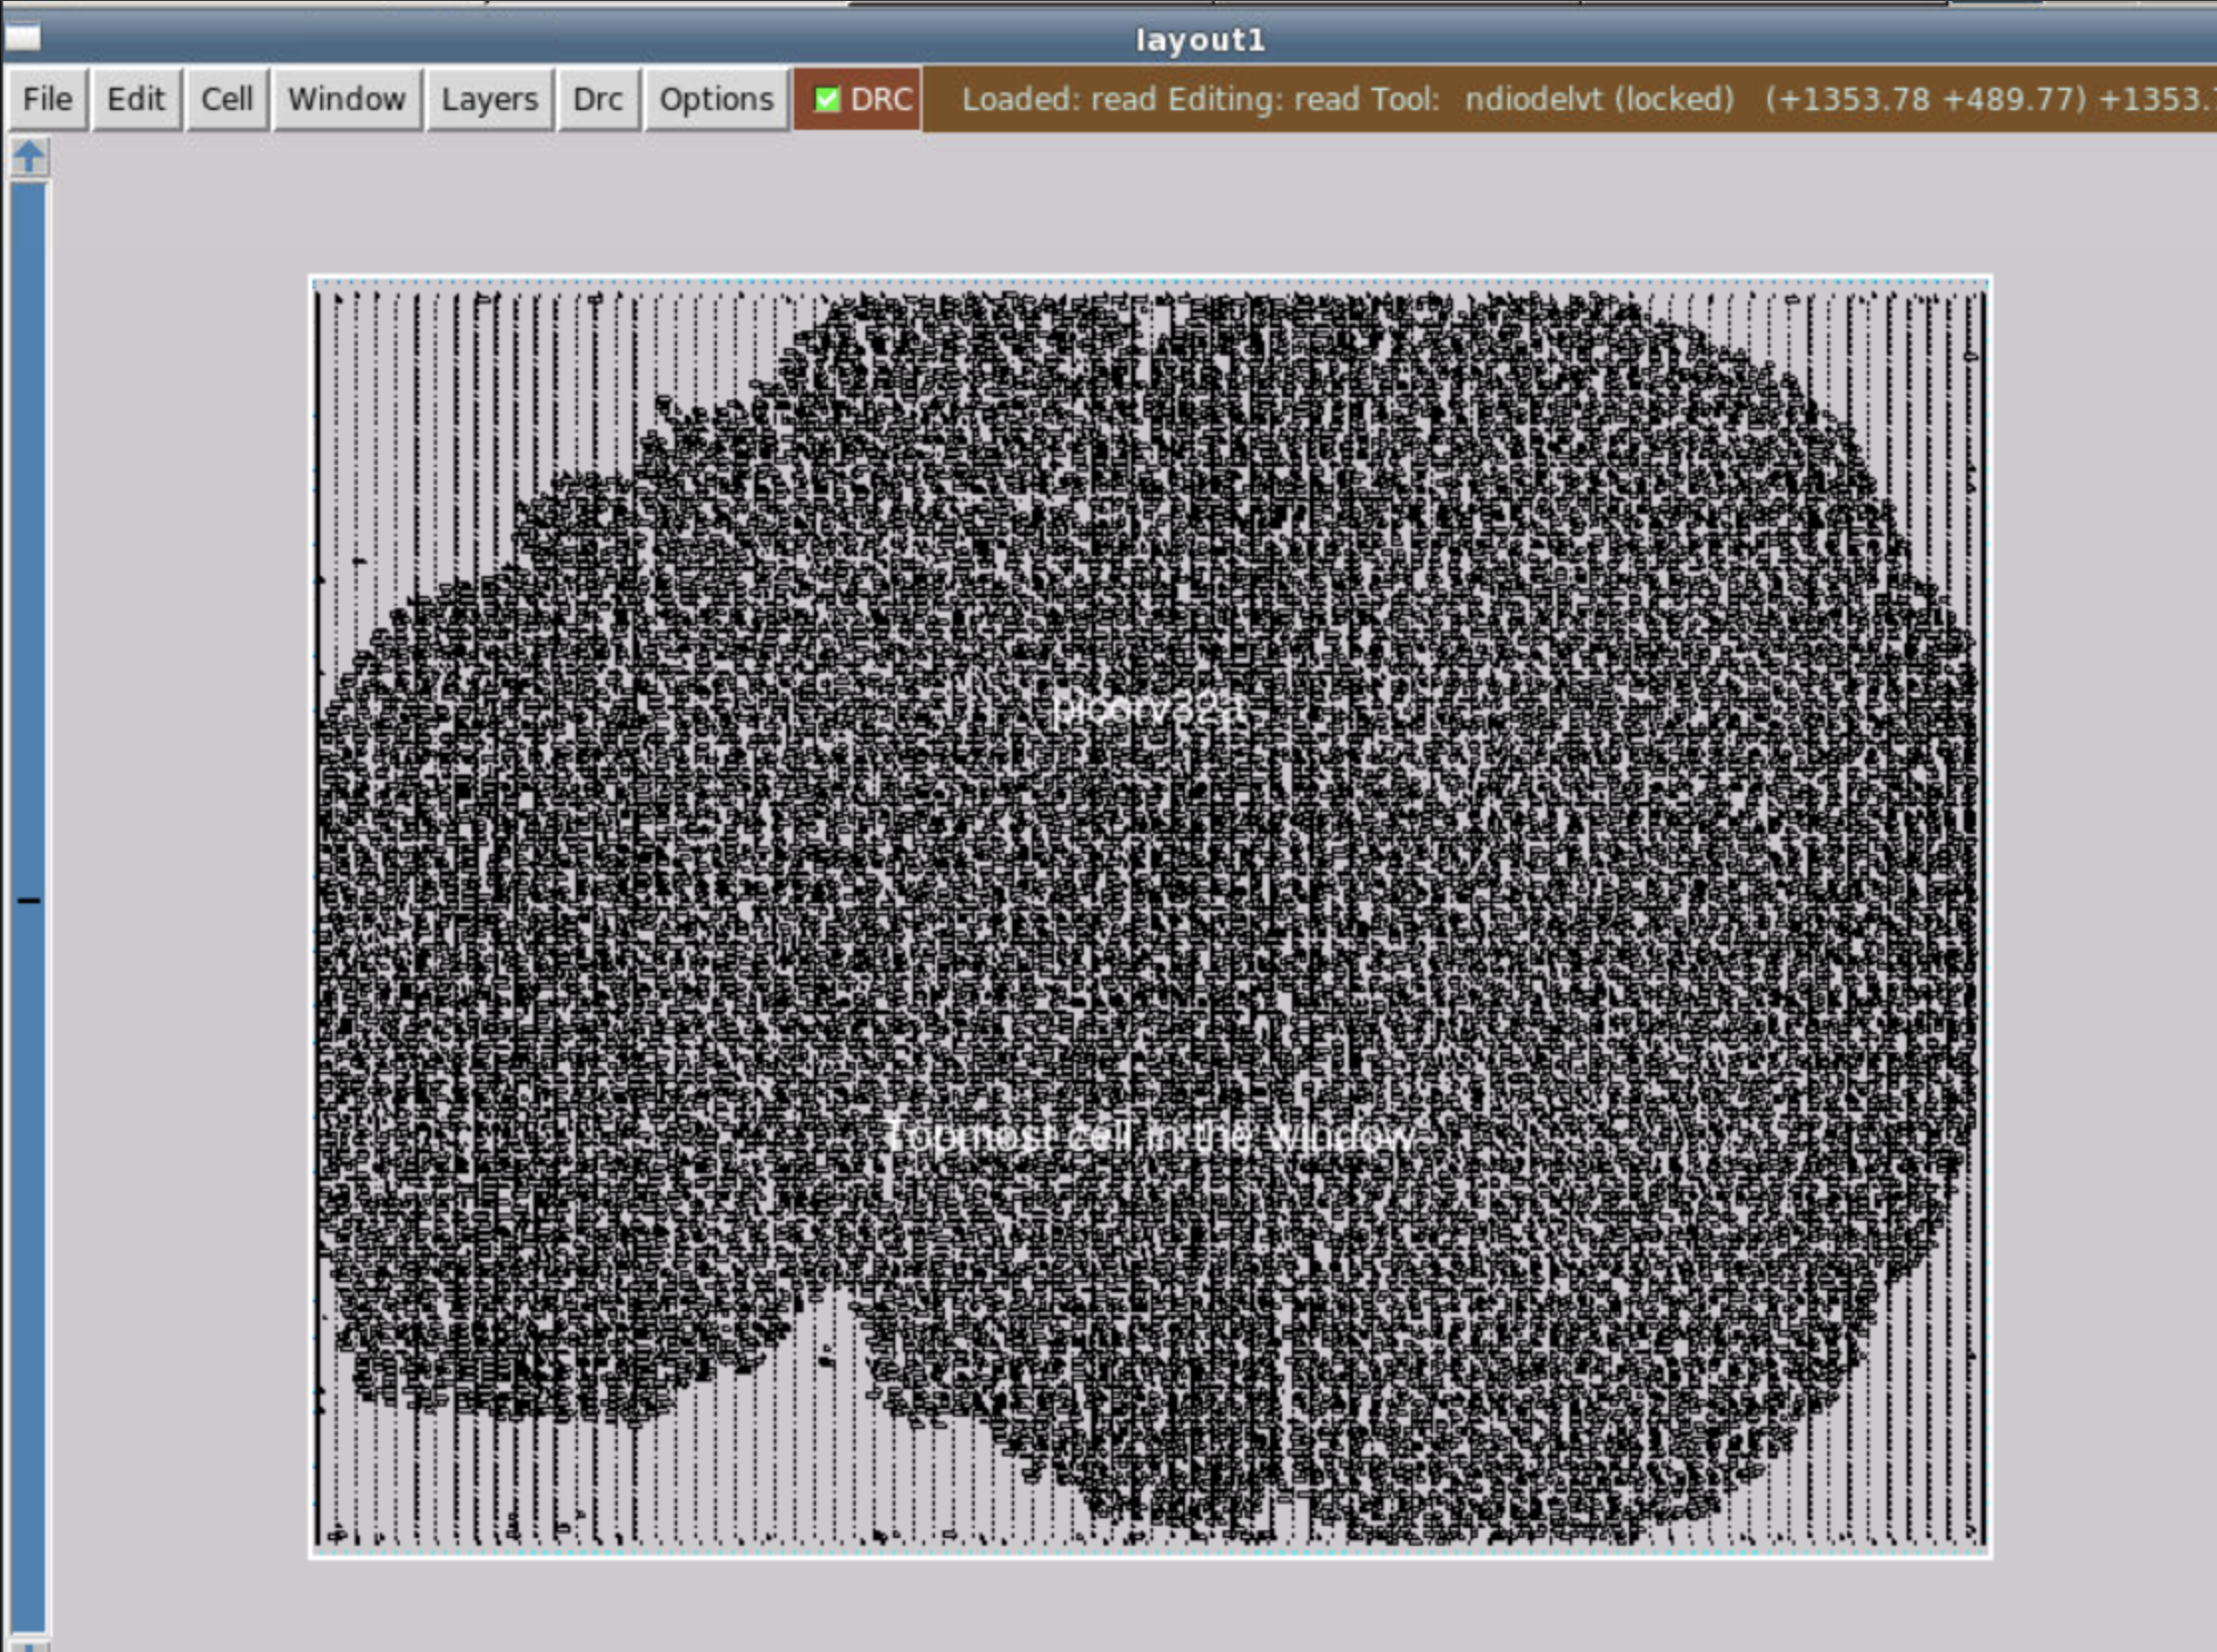 layout1
File Edit Cell Window Layers Drc Options DRC Loaded: read Editing: read Tool: ndiodelvt (locked) (+1353.78 +489.77) +1353.
picorv32a
Topmost cell in the window